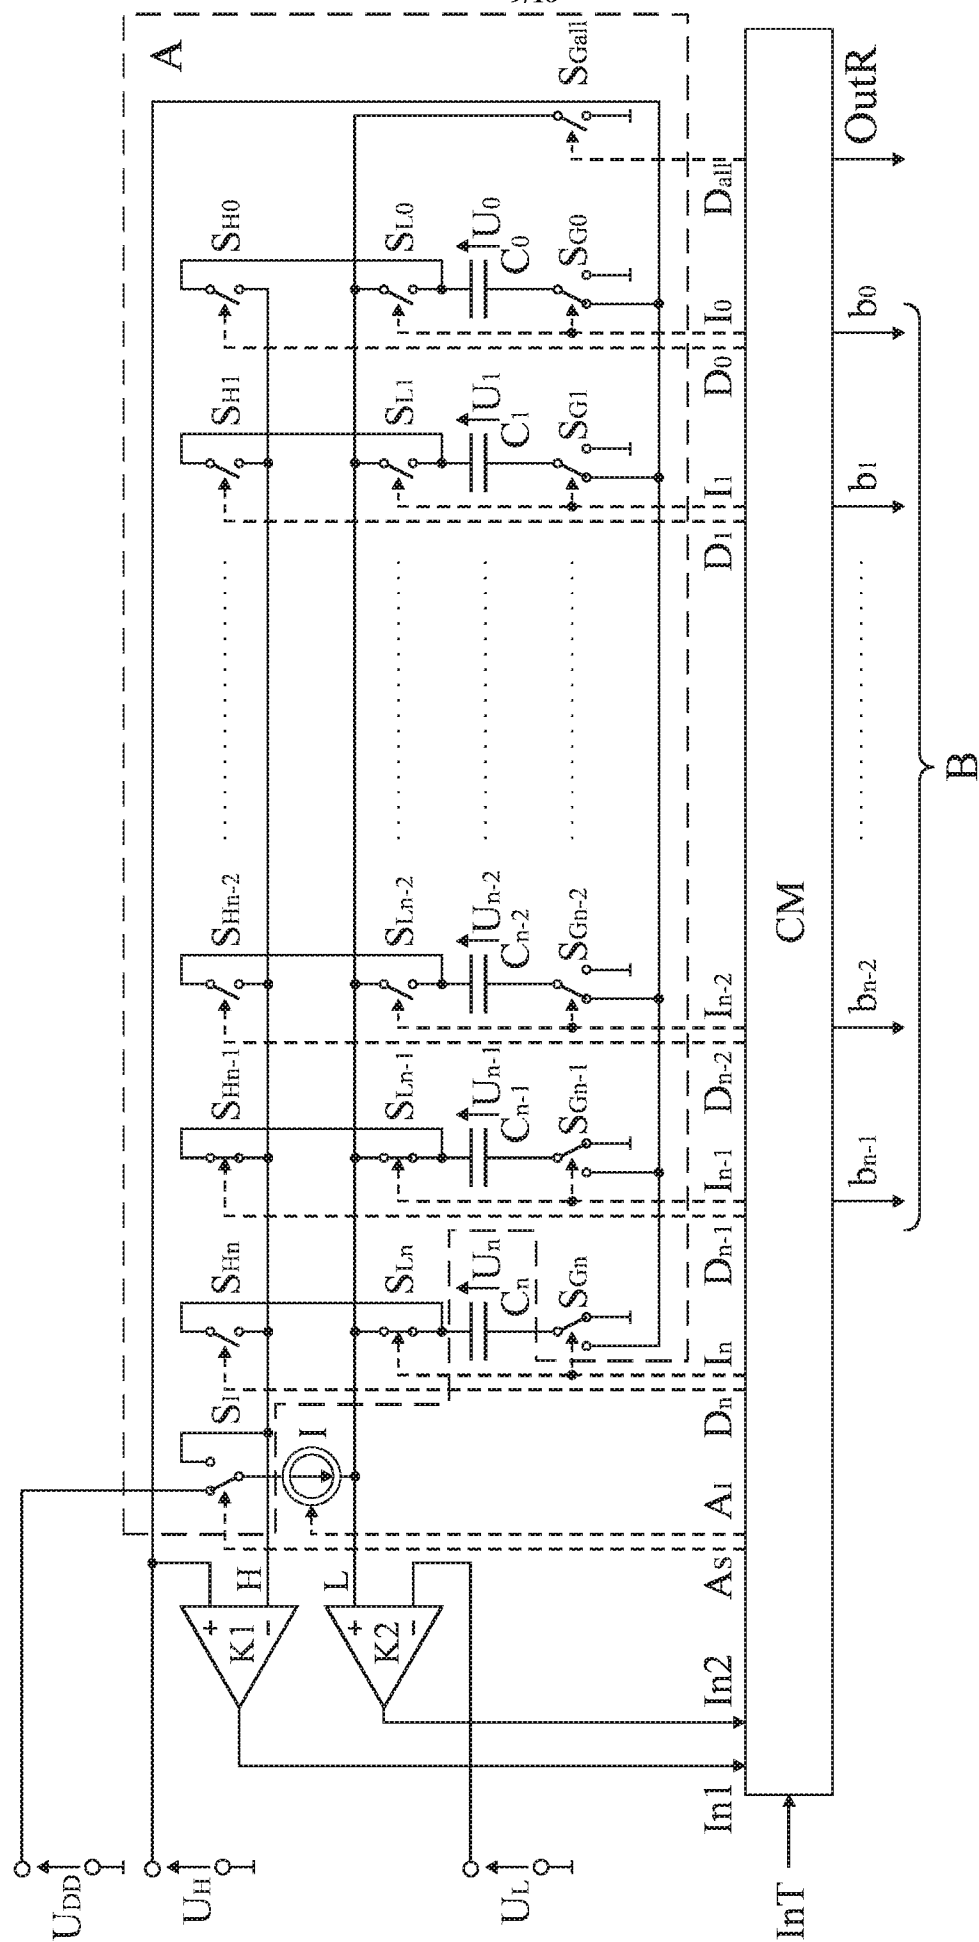 A
UDD
UH
UL
SI
SHn
SHn-1
SHn-2
SH1
SH0
H
L
K1
+
−
K2
+
−
I
SLn
SLn-1
SLn-2
SL1
SL0
Un
Un-1
Un-2
U1
U0
Cn
Cn-1
Cn-2
C1
C0
SGn
SGn-1
SGn-2
SG1
SG0
SGall
In1
In2
AS
AI
Dn
In
Dn-1
In-1
Dn-2
In-2
D1
I1
D0
I0
Dall
InT
CM
bn-1
bn-2
b1
b0
OutR
B